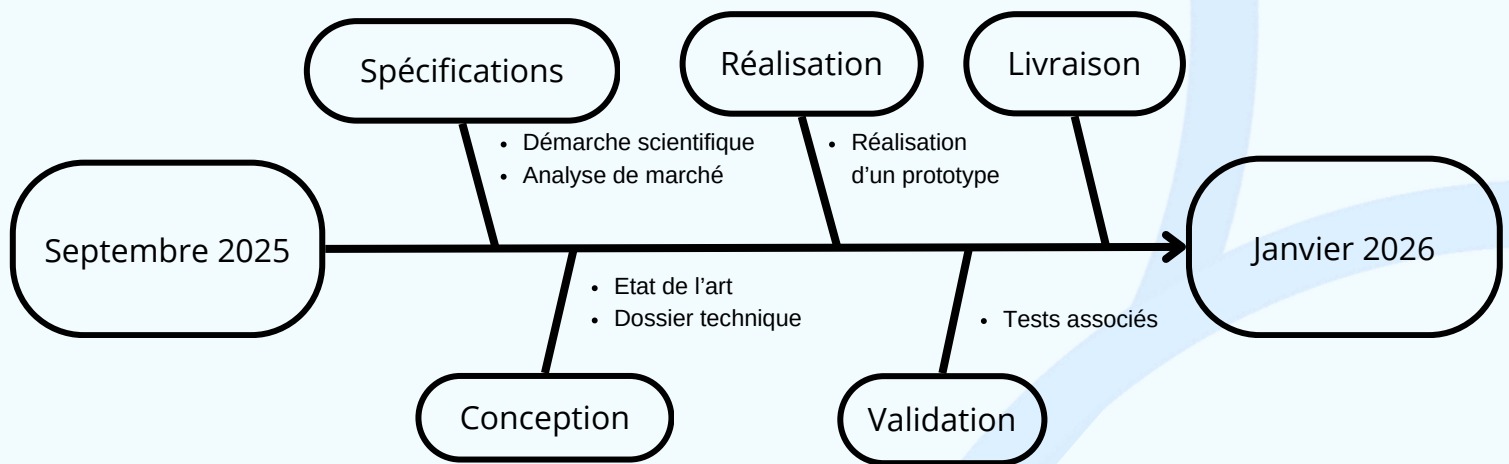 Spécifications
Réalisation
Livraison
• Démarche scientifique
• Analyse de marché
• Réalisation
d’un prototype
Septembre 2025
Janvier 2026
• Etat de l’art
• Dossier technique
• Tests associés
Conception
Validation